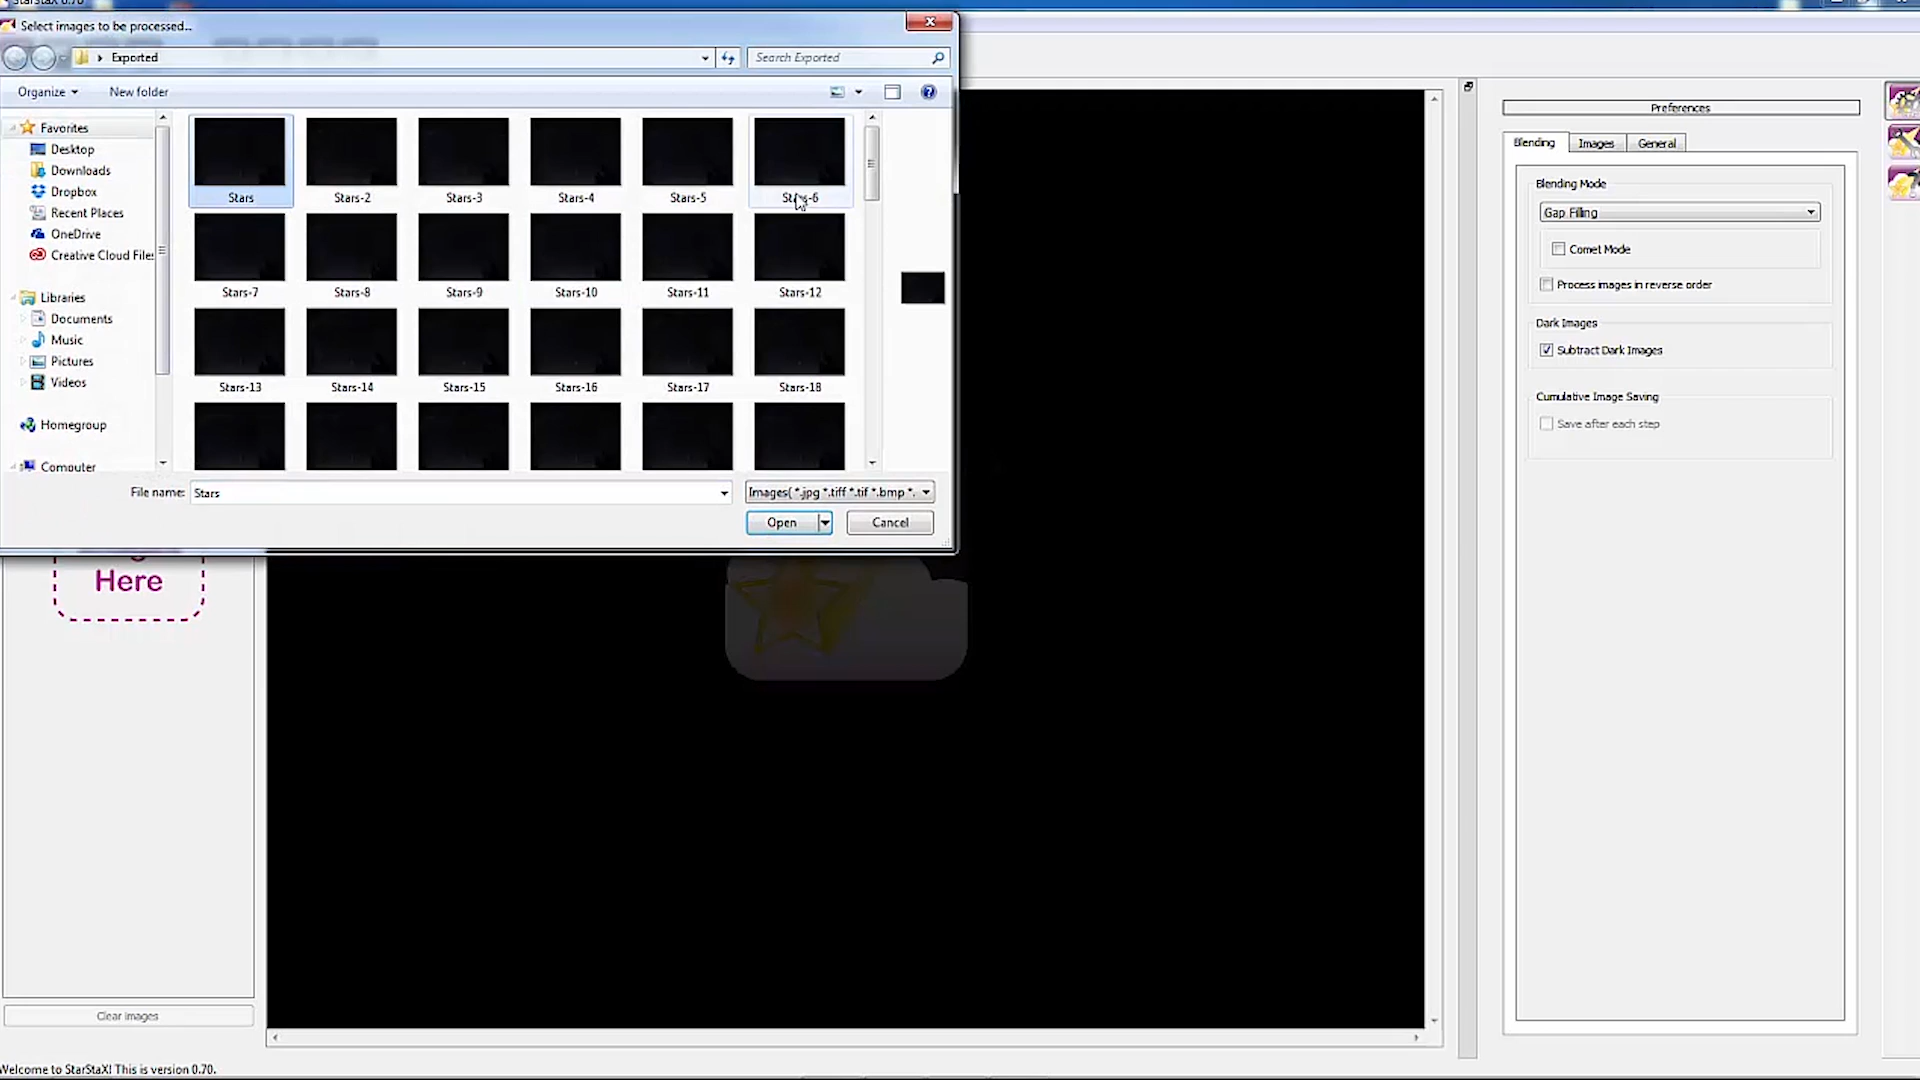 StarStaX 0.70
Select images to be processed...
Exported
Search Exported
Organize
New folder
Favorites
Desktop
Downloads
Dropbox
Recent Places
OneDrive
Creative Cloud Files
Libraries
Documents
Music
Pictures
Videos
Homegroup
Computer
Stars
Stars-2
Stars-3
Stars-4
Stars-5
Stars-6
Stars-7
Stars-8
Stars-9
Stars-10
Stars-11
Stars-12
Stars-13
Stars-14
Stars-15
Stars-16
Stars-17
Stars-18
File name: Stars
Images( *.jpg *.tiff *.tif *.bmp *.
Open
Cancel
Here
Clear images
Welcome to StarStaX! This is version 0.70.
Preferences
Blending
Images
General
Blending Mode
Gap Filling
Comet Mode
Process images in reverse order
Dark Images
Subtract Dark Images
Cumulative Image Saving
Save after each step